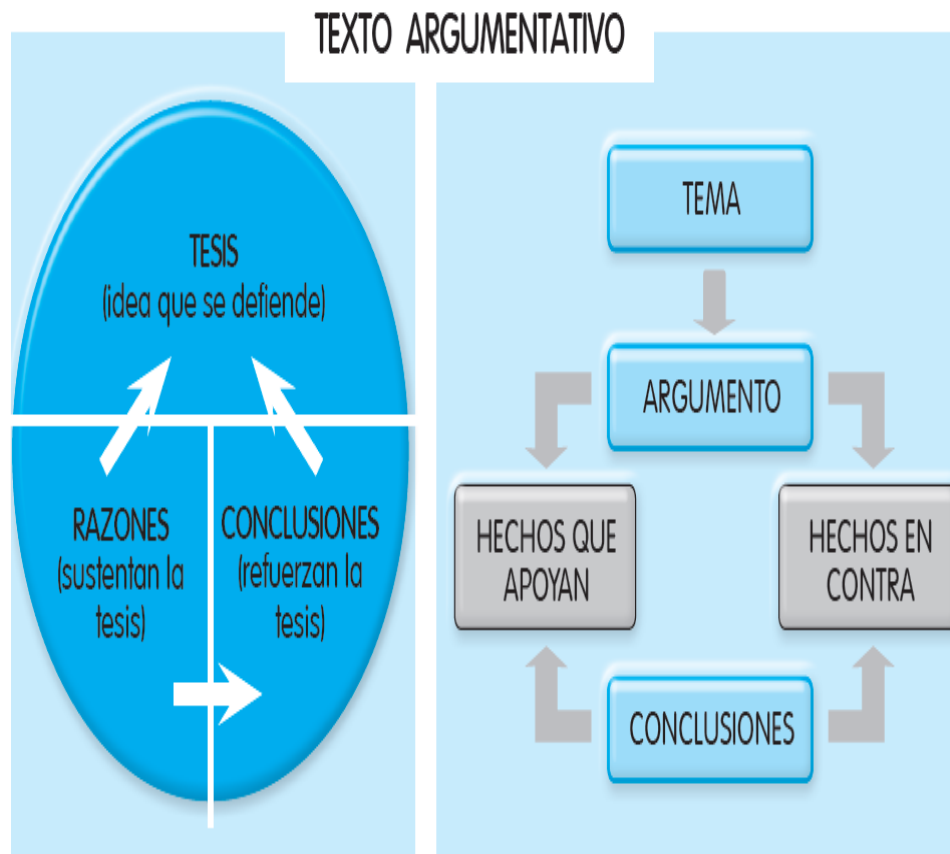 TEXTO ARGUMENTATIVO
TESIS
(idea que se defiende)
RAZONES
(sustentan la
tesis)
CONCLUSIONES
(refuerzan la
tesis)
TEMA
ARGUMENTO
HECHOS QUE
APOYAN
HECHOS EN
CONTRA
CONCLUSIONES